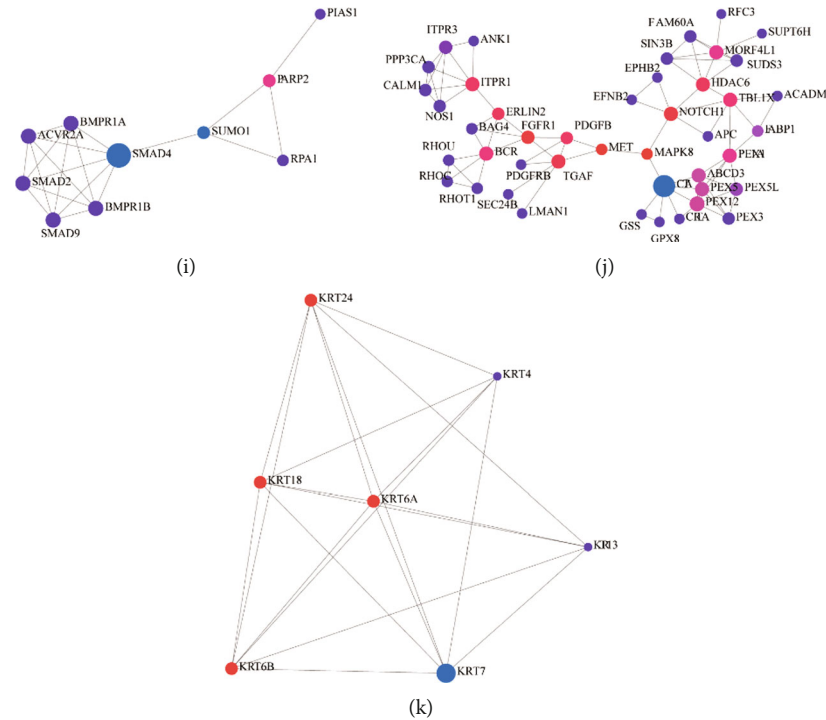 PIAS1
PARP2
SUMO1
RPA1
BMPR1A
ACVR2A
SMAD4
SMAD2
BMPR1B
SMAD9
(i)
ITPR3
ANK1
PPP3CA
ITPR1
CALM1
NOS1
ERLIN2
BAG4
FGFR1
PDGFB
RHOU
BCR
MET
RHOC
PDGFRB
TGAF
RHOT1
SEC24B
LMAN1
RFC3
FAM60A
SUPT6H
SIN3B
MORF4L1
SUDS3
EPHB2
HDAC6
EFNB2
TBL1X
ACADM
NOTCH1
APC
MAPK8
ABCD3
PEX5
PEX5L
PEX12
PEX3
GSS
GPX8
(j)
KRT24
KRT4
KRT18
KRT6A
KRT6B
KRT7
(k)